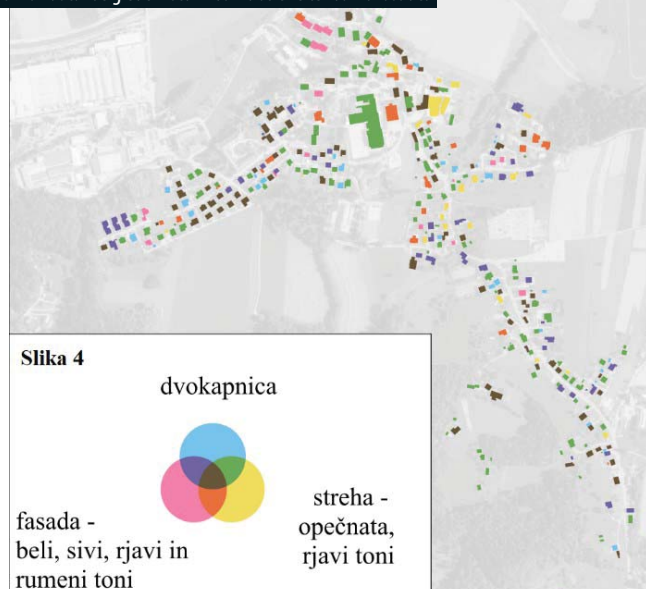 Slika 4
dvokapnica
fasada -
beli, sivi, rjavi in
rumeni toni
streha -
opečnata,
rjavi toni